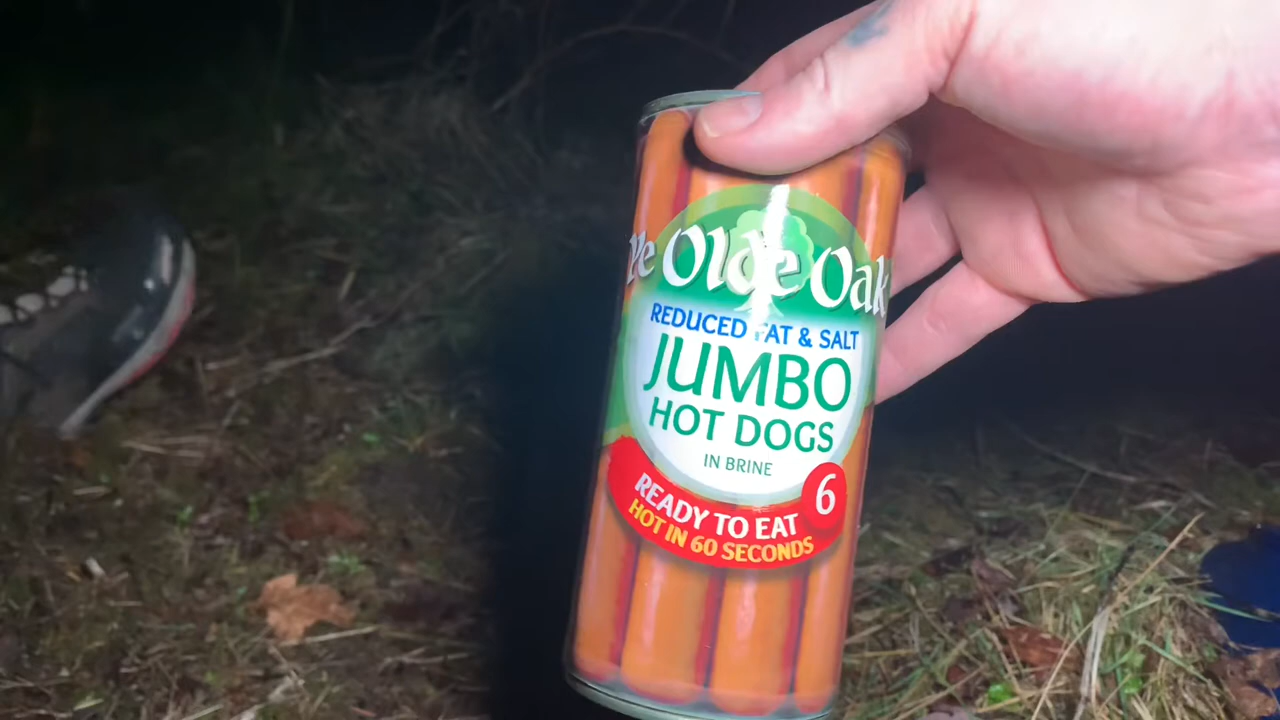 Ye Olde Oak
REDUCED FAT & SALT
JUMBO
HOT DOGS
IN BRINE
6
READY TO EAT
HOT IN 60 SECONDS